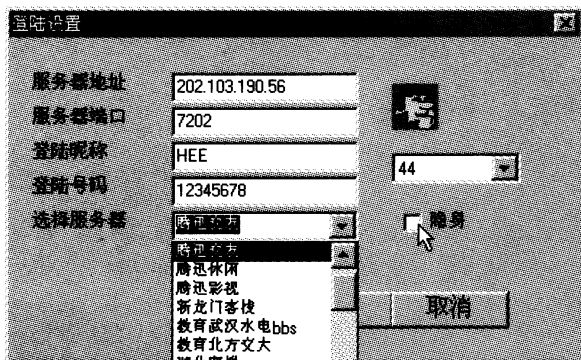 登陆设置
服务器地址
202.103.190.56
服务器端口
7202
登陆昵称
HEE
44
登陆号码
12345678
选择服务器
腾迅交友
隐身
腾迅交友
腾迅休闲
腾迅影视
新龙门客栈
教育武汉水电bbs
教育北方交大
取消